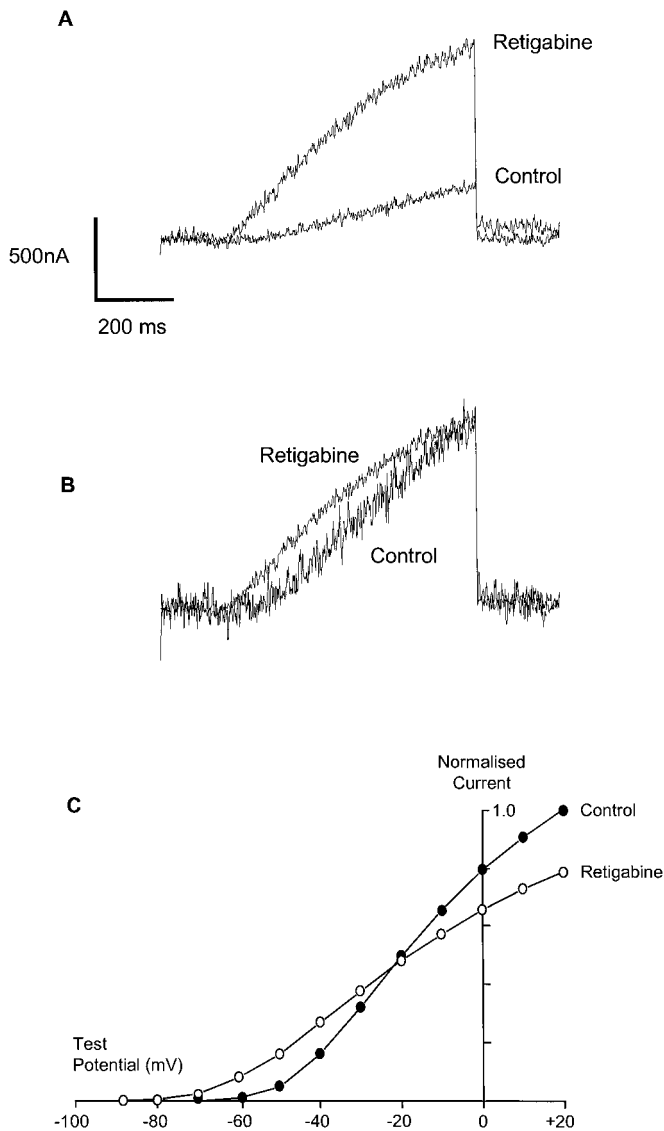 A
Retigabine
Control
500nA
200 ms
B
Retigabine
Control
C
Normalised
Current
1.0
Control
Retigabine
Test
Potential (mV)
-100
-80
-60
-40
-20
0
+20